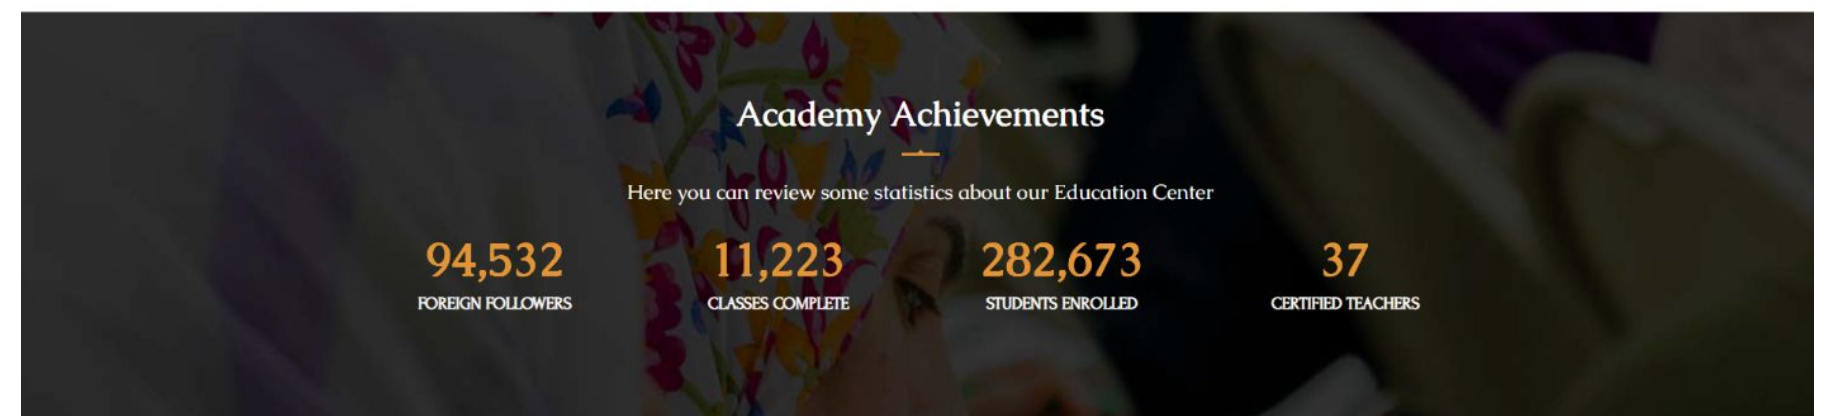 Academy Achievements
Here you can review some statistics about our Education Center
94,532 11,223 282,673 37
FOREIGN FOLLOWERS CLASSES COMPLETE STUDENTS ENROLLED CERTIFIED TEACHERS